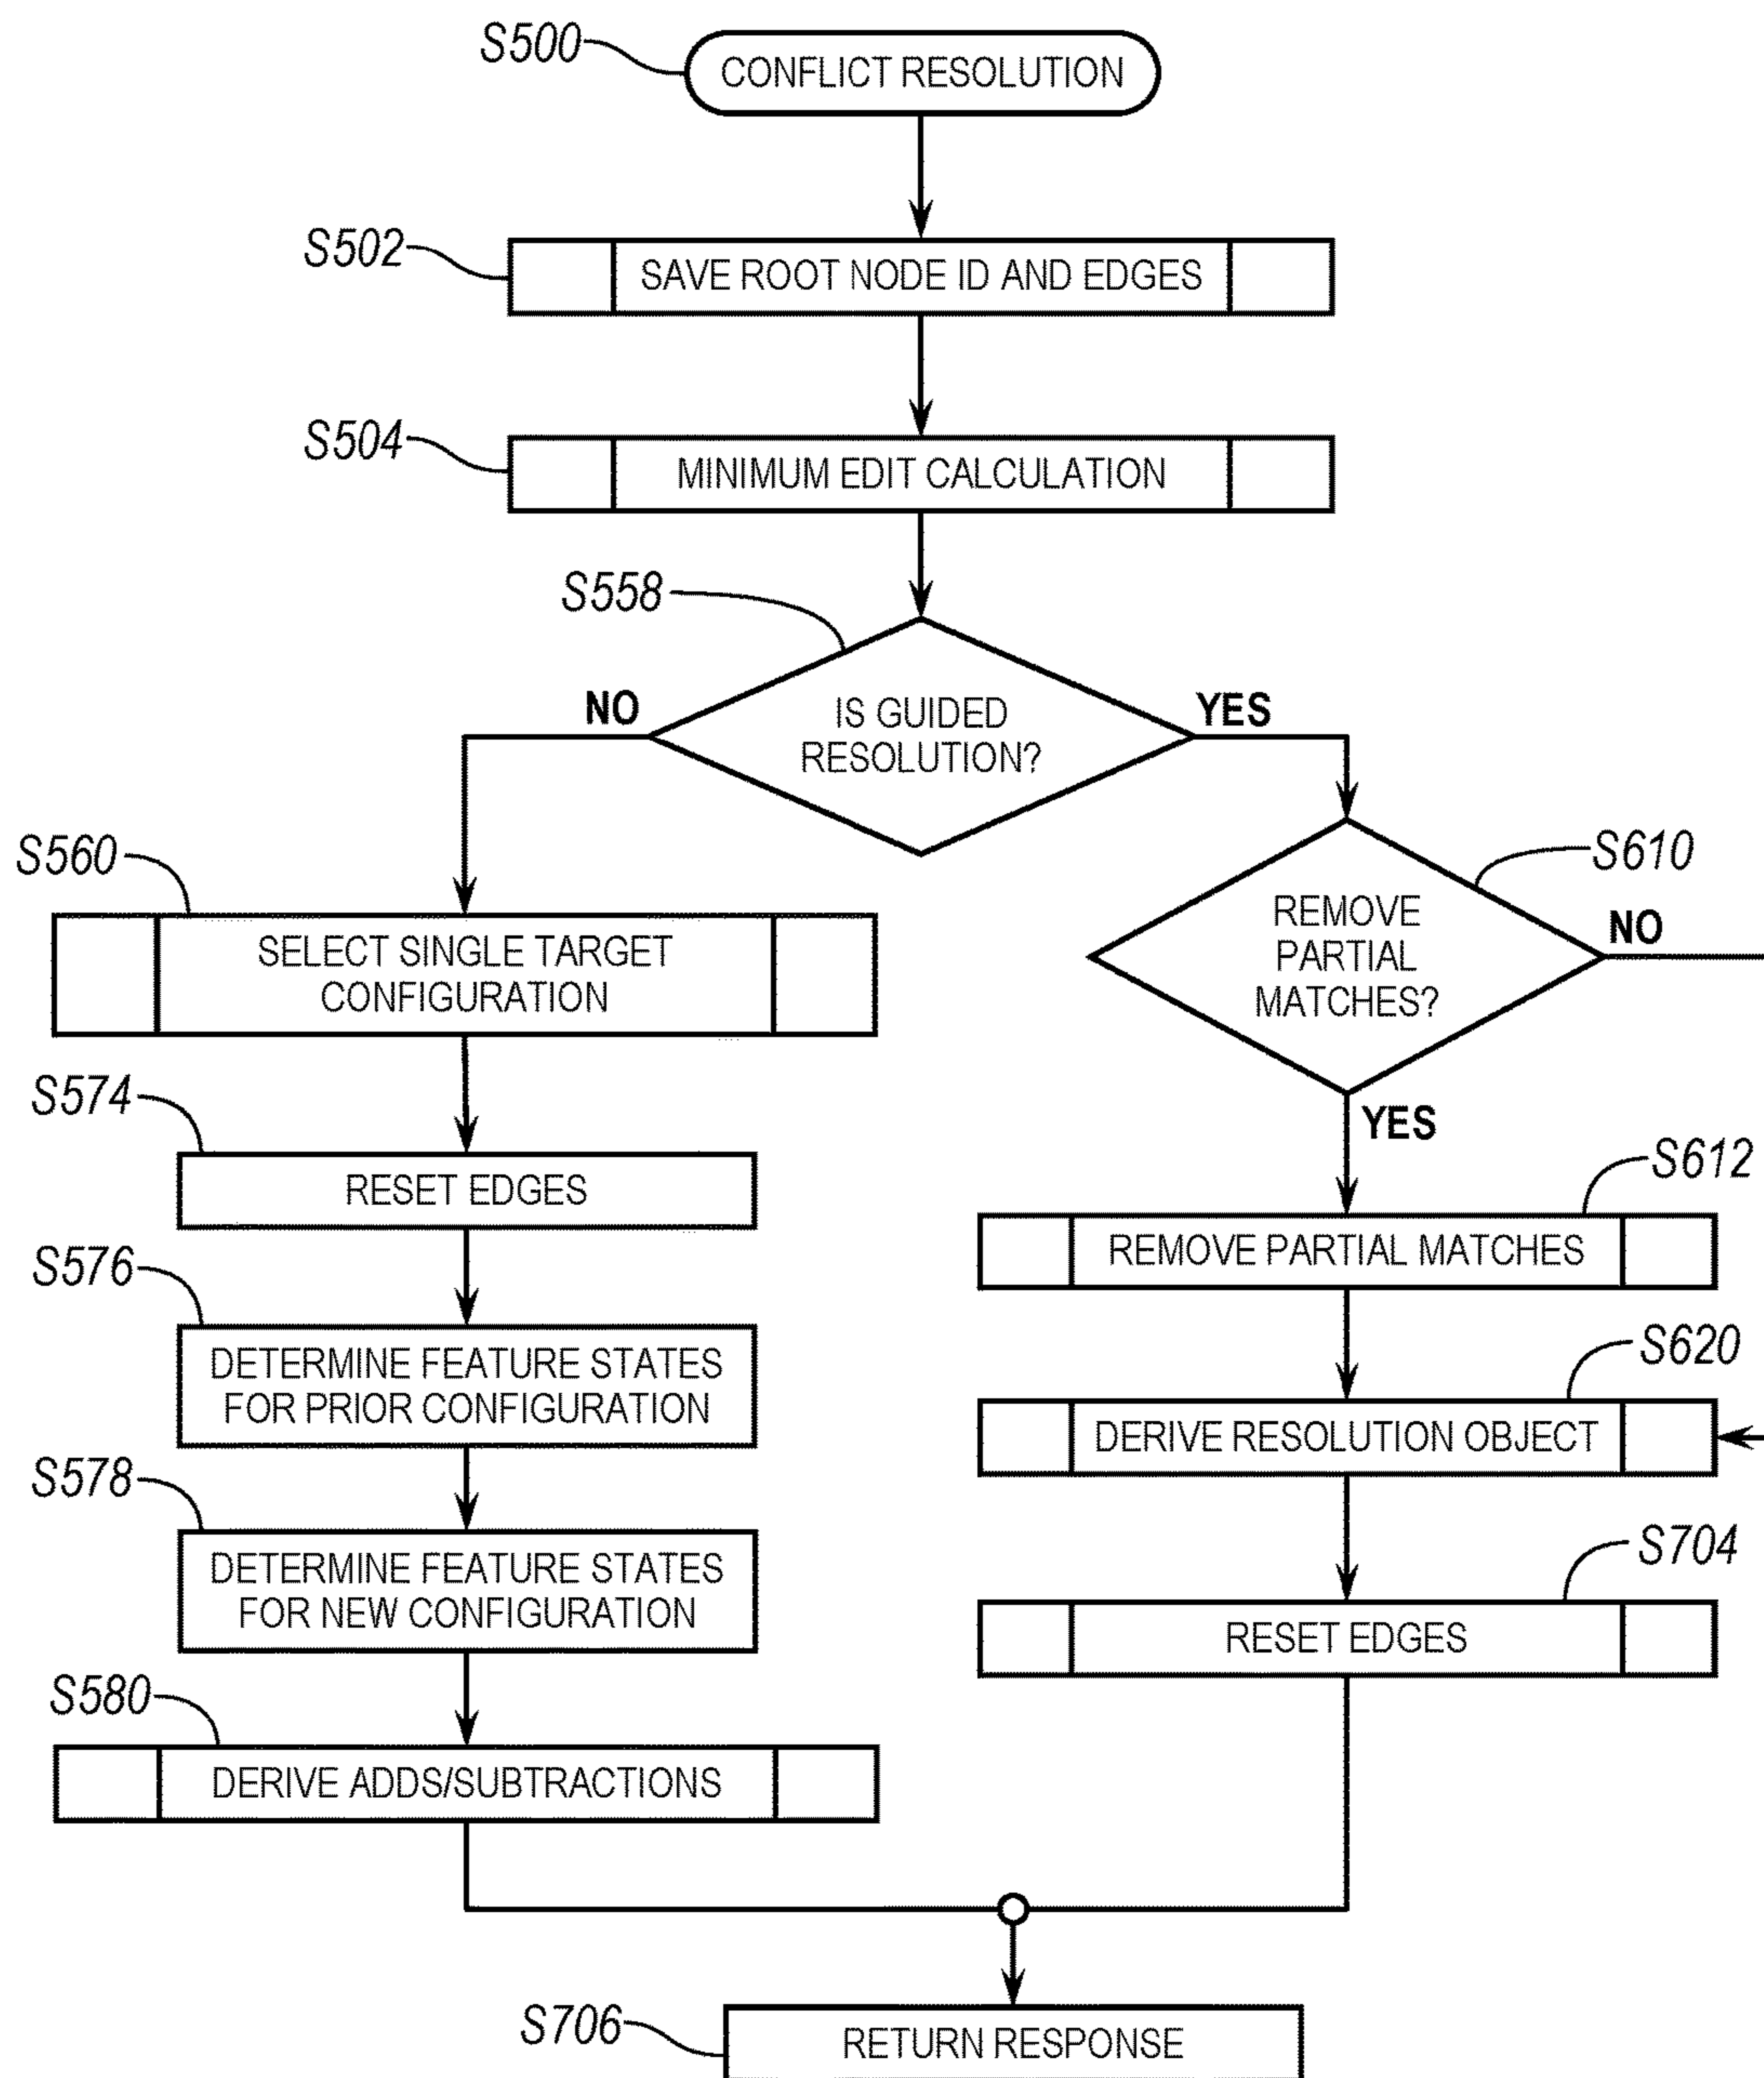 S500
CONFLICT RESOLUTION
S502
SAVE ROOT NODE ID AND EDGES
S504
MINIMUM EDIT CALCULATION
S558
IS GUIDED
RESOLUTION?
NO
YES
S560
SELECT SINGLE TARGET
CONFIGURATION
S610
REMOVE
PARTIAL
MATCHES?
NO
YES
S574
RESET EDGES
S612
REMOVE PARTIAL MATCHES
S576
DETERMINE FEATURE STATES
FOR PRIOR CONFIGURATION
S620
DERIVE RESOLUTION OBJECT
S578
DETERMINE FEATURE STATES
FOR NEW CONFIGURATION
S704
RESET EDGES
S580
DERIVE ADDS/SUBTRACTIONS
S706
RETURN RESPONSE